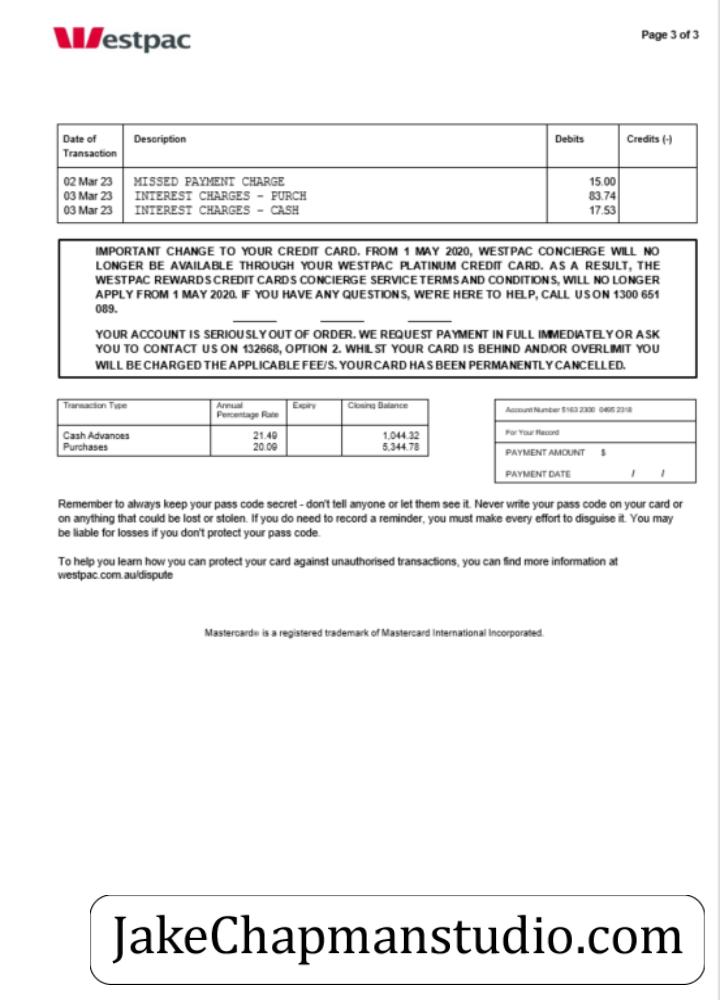 Westpac
Page 3 of 3
Date of Transaction Description Debits Credits (-)
02 Mar 23 MISSED PAYMENT CHARGE 15.00
03 Mar 23 INTEREST CHARGES - PURCH 83.74
03 Mar 23 INTEREST CHARGES - CASH 17.53
IMPORTANT CHANGE TO YOUR CREDIT CARD. FROM 1 MAY 2020, WESTPAC CONCIERGE WILL NO
LONGER BE AVAILABLE THROUGH YOUR WESTPAC PLATINUM CREDIT CARD. AS A RESULT, THE
WESTPAC REWARDS CREDIT CARDS CONCIERGE SERVICE TERMS AND CONDITIONS, WILL NO LONGER
APPLY FROM 1 MAY 2020. IF YOU HAVE ANY QUESTIONS, WE'RE HERE TO HELP, CALL US ON 1300 651
089.
YOUR ACCOUNT IS SERIOUSLY OUT OF ORDER. WE REQUEST PAYMENT IN FULL IMMEDIATELY OR ASK
YOU TO CONTACT US ON 132668, OPTION 2. WHILST YOUR CARD IS BEHIND AND/OR OVERLIMIT YOU
WILL BE CHARGED THE APPLICABLE FEE/S. YOUR CARD HAS BEEN PERMANENTLY CANCELLED.
Transaction Type Annual Percentage Rate Expiry Closing Balance
Cash Advances 21.49 1,044.32
Purchases 20.09 5,344.78
Account Number 5163 2300 0495 2318
For Your Record
PAYMENT AMOUNT $
PAYMENT DATE / /
Remember to always keep your pass code secret - don't tell anyone or let them see it. Never write your pass code on your card or
on anything that could be lost or stolen. If you do need to record a reminder, you must make every effort to disguise it. You may
be liable for losses if you don't protect your pass code.
To help you learn how you can protect your card against unauthorised transactions, you can find more information at
westpac.com.au/dispute
Mastercard® is a registered trademark of Mastercard International Incorporated.
JakeChapmanstudio.com